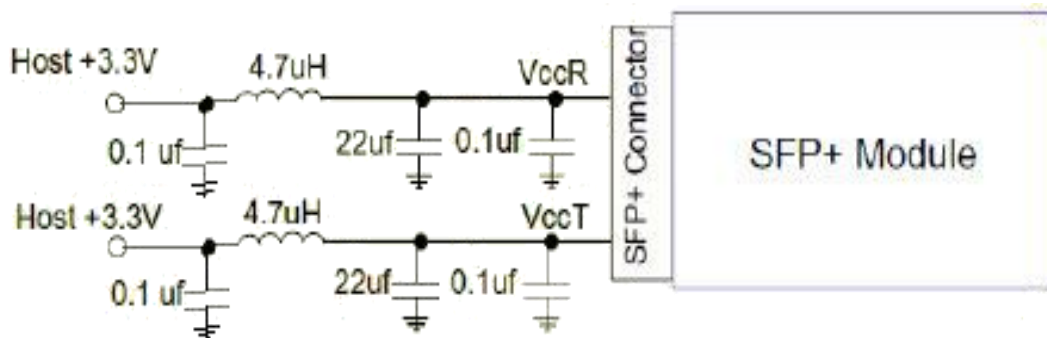 Host +3.3V
4.7uH
VccR
0.1 uf
22uf
0.1uf
Host +3.3V
4.7uH
VccT
0.1 uf
22uf
0.1uf
SFP+ Connector
SFP+ Module